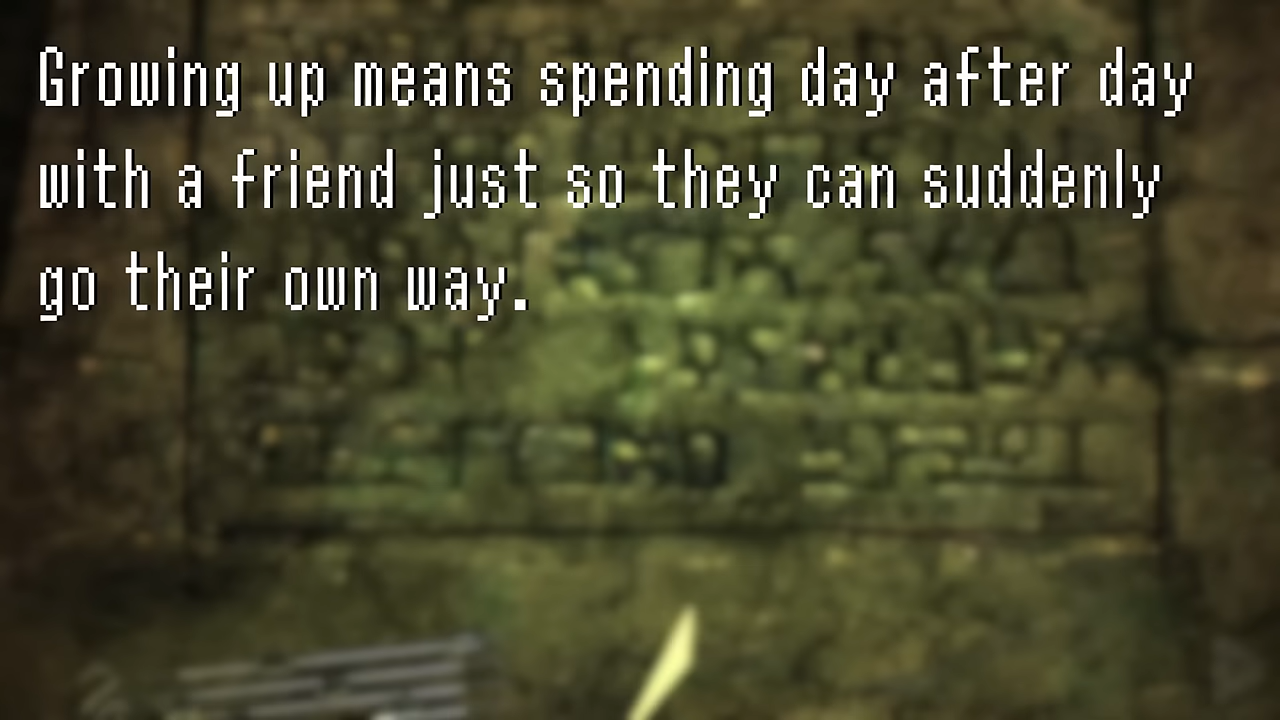 Growing up means spending day after day
with a friend just so they can suddenly
go their own way.